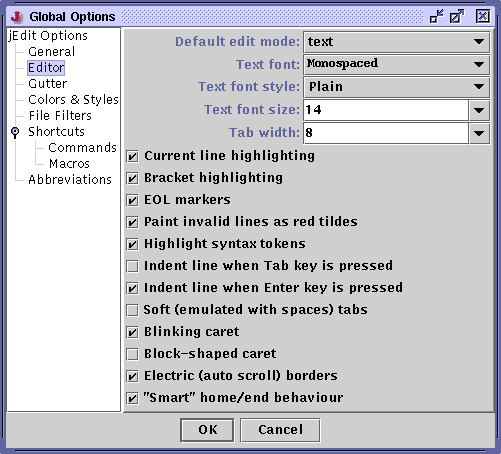 Global Options
jEdit Options
General
Editor
Gutter
Colors & Styles
File Filters
Shortcuts
Commands
Macros
Abbreviations
Default edit mode: text
Text font: Monospaced
Text font style: Plain
Text font size: 14
Tab width: 8
Current line highlighting
Bracket highlighting
EOL markers
Paint invalid lines as red tildes
Highlight syntax tokens
Indent line when Tab key is pressed
Indent line when Enter key is pressed
Soft (emulated with spaces) tabs
Blinking caret
Block-shaped caret
Electric (auto scroll) borders
"Smart" home/end behaviour
OK Cancel